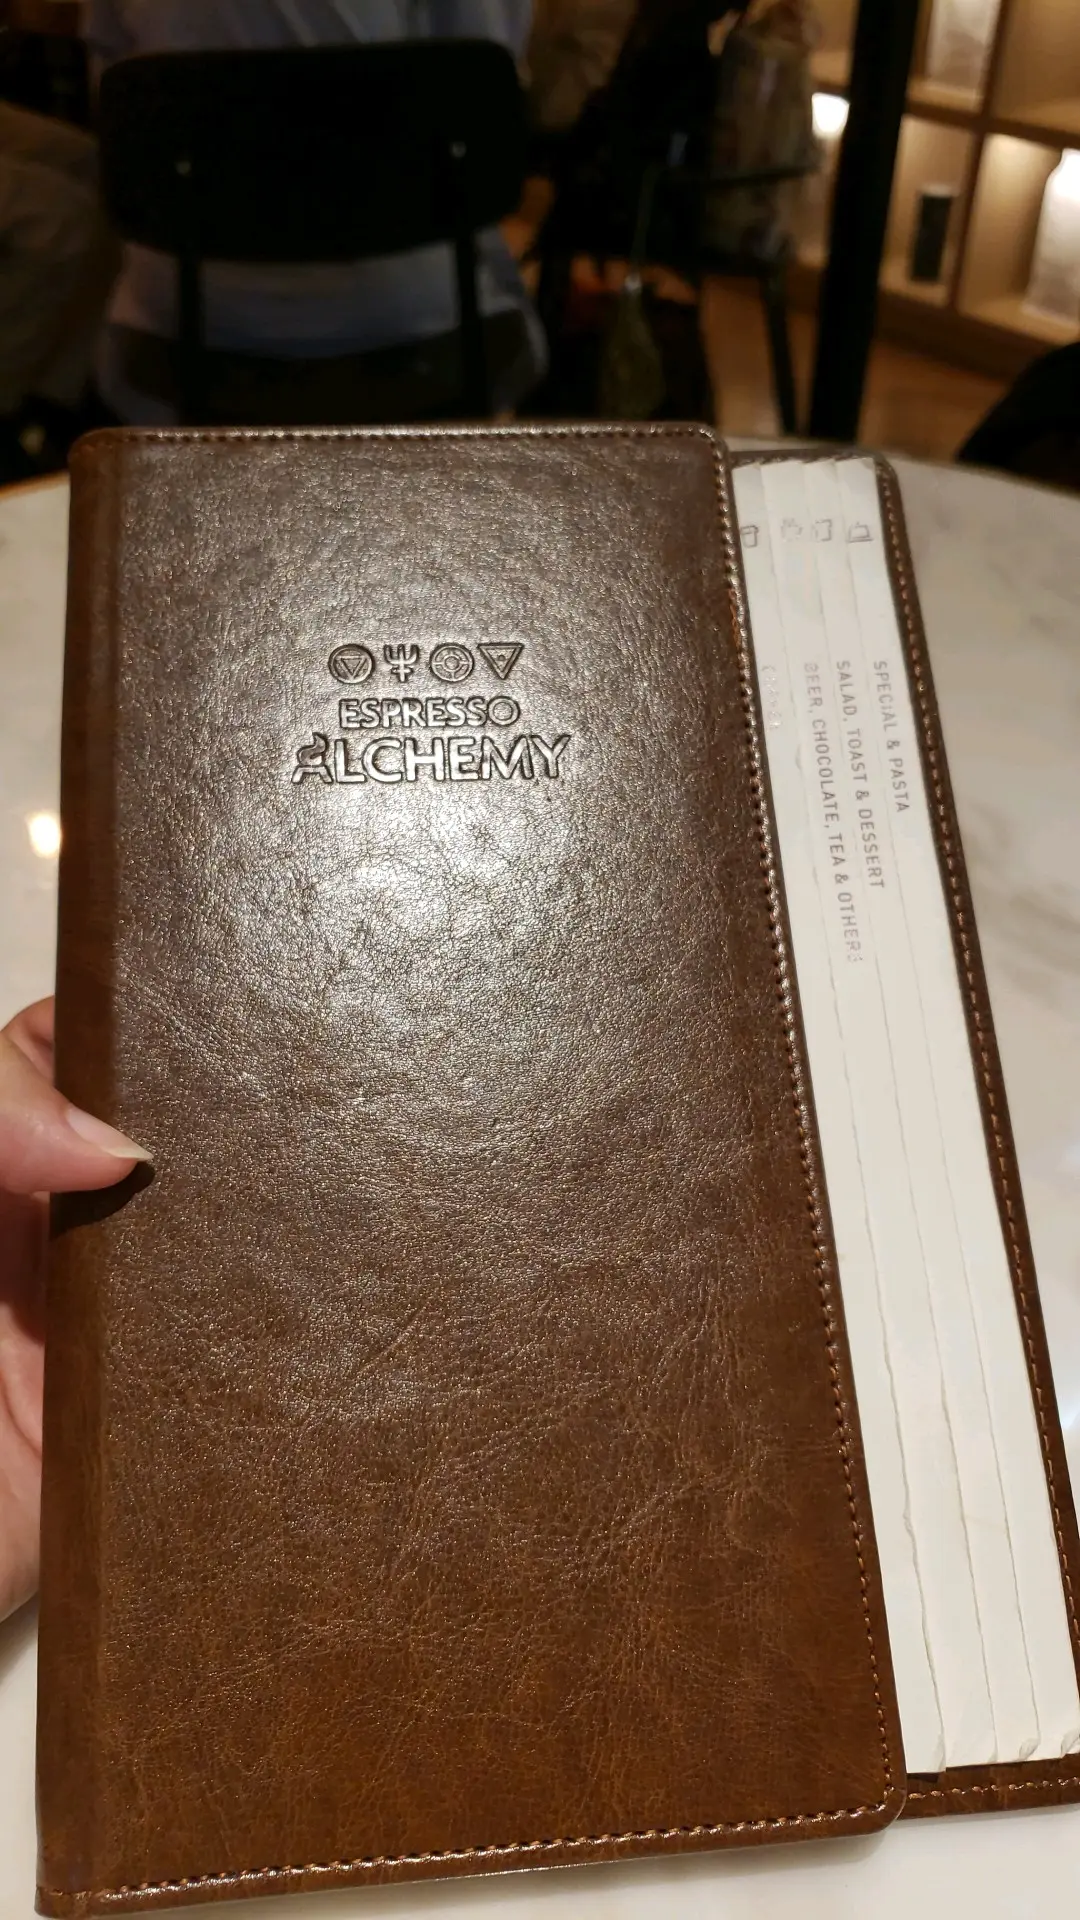 ESPRESSO
ALCHEMY
SPECIAL & PASTA
SALAD, TOAST & DESSERT
BEER, CHOCOLATE, TEA & OTHERS